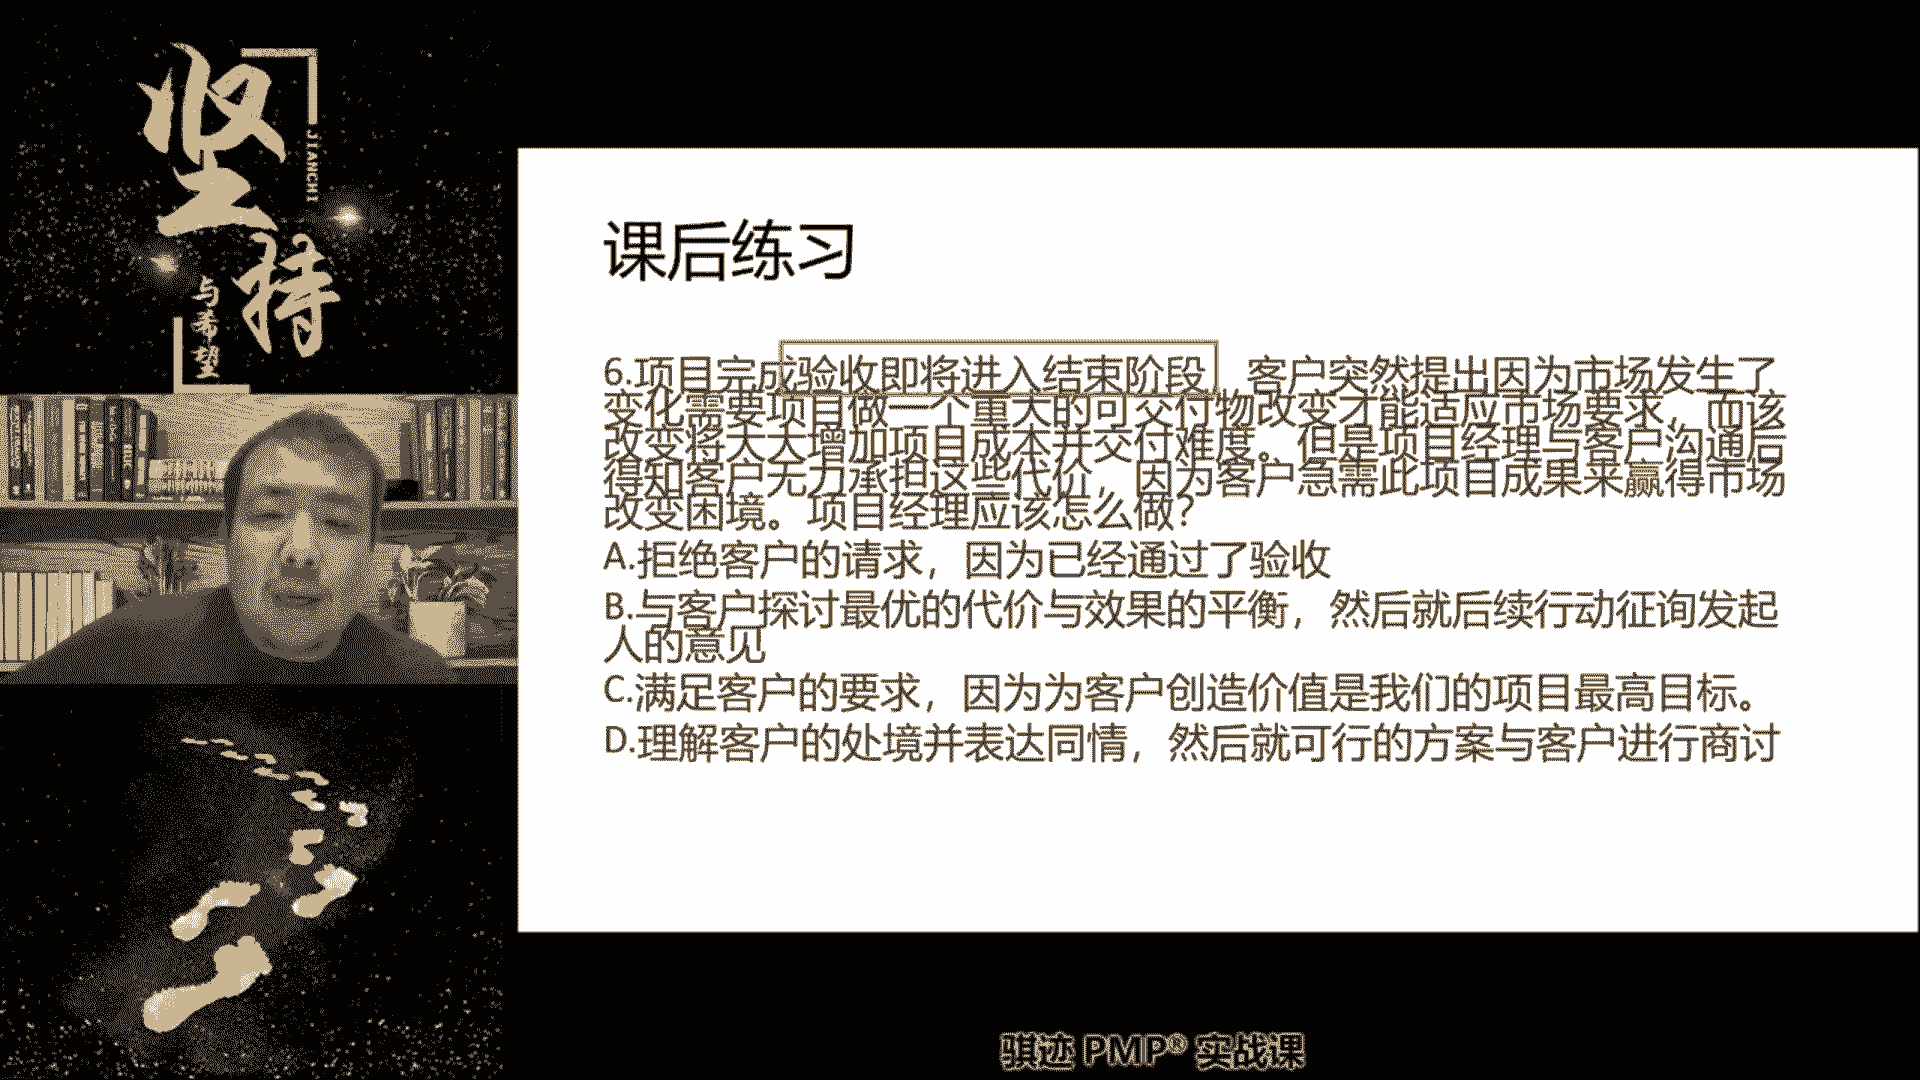 坚持
JIANCHI
与希望
课后练习
6.项目完成验收即将进入结束阶段，客户突然提出因为市场发生了
变化需要项目做一个重大的可交付物改变才能适应市场要求，而该
改变将大大增加项目成本并交付难度。但是项目经理与客户沟通后
得知客户无力承担这些代价，因为客户急需此项目成果来赢得市场
改变困境。项目经理应该怎么做？
A.拒绝客户的请求，因为已经通过了验收
B.与客户探讨最优的代价与效果的平衡，然后就后续行动征询发起
人的意见
C.满足客户的要求，因为为客户创造价值是我们的项目最高目标。
D.理解客户的处境并表达同情，然后就可行的方案与客户进行商讨
骐迹 PMP® 实战课